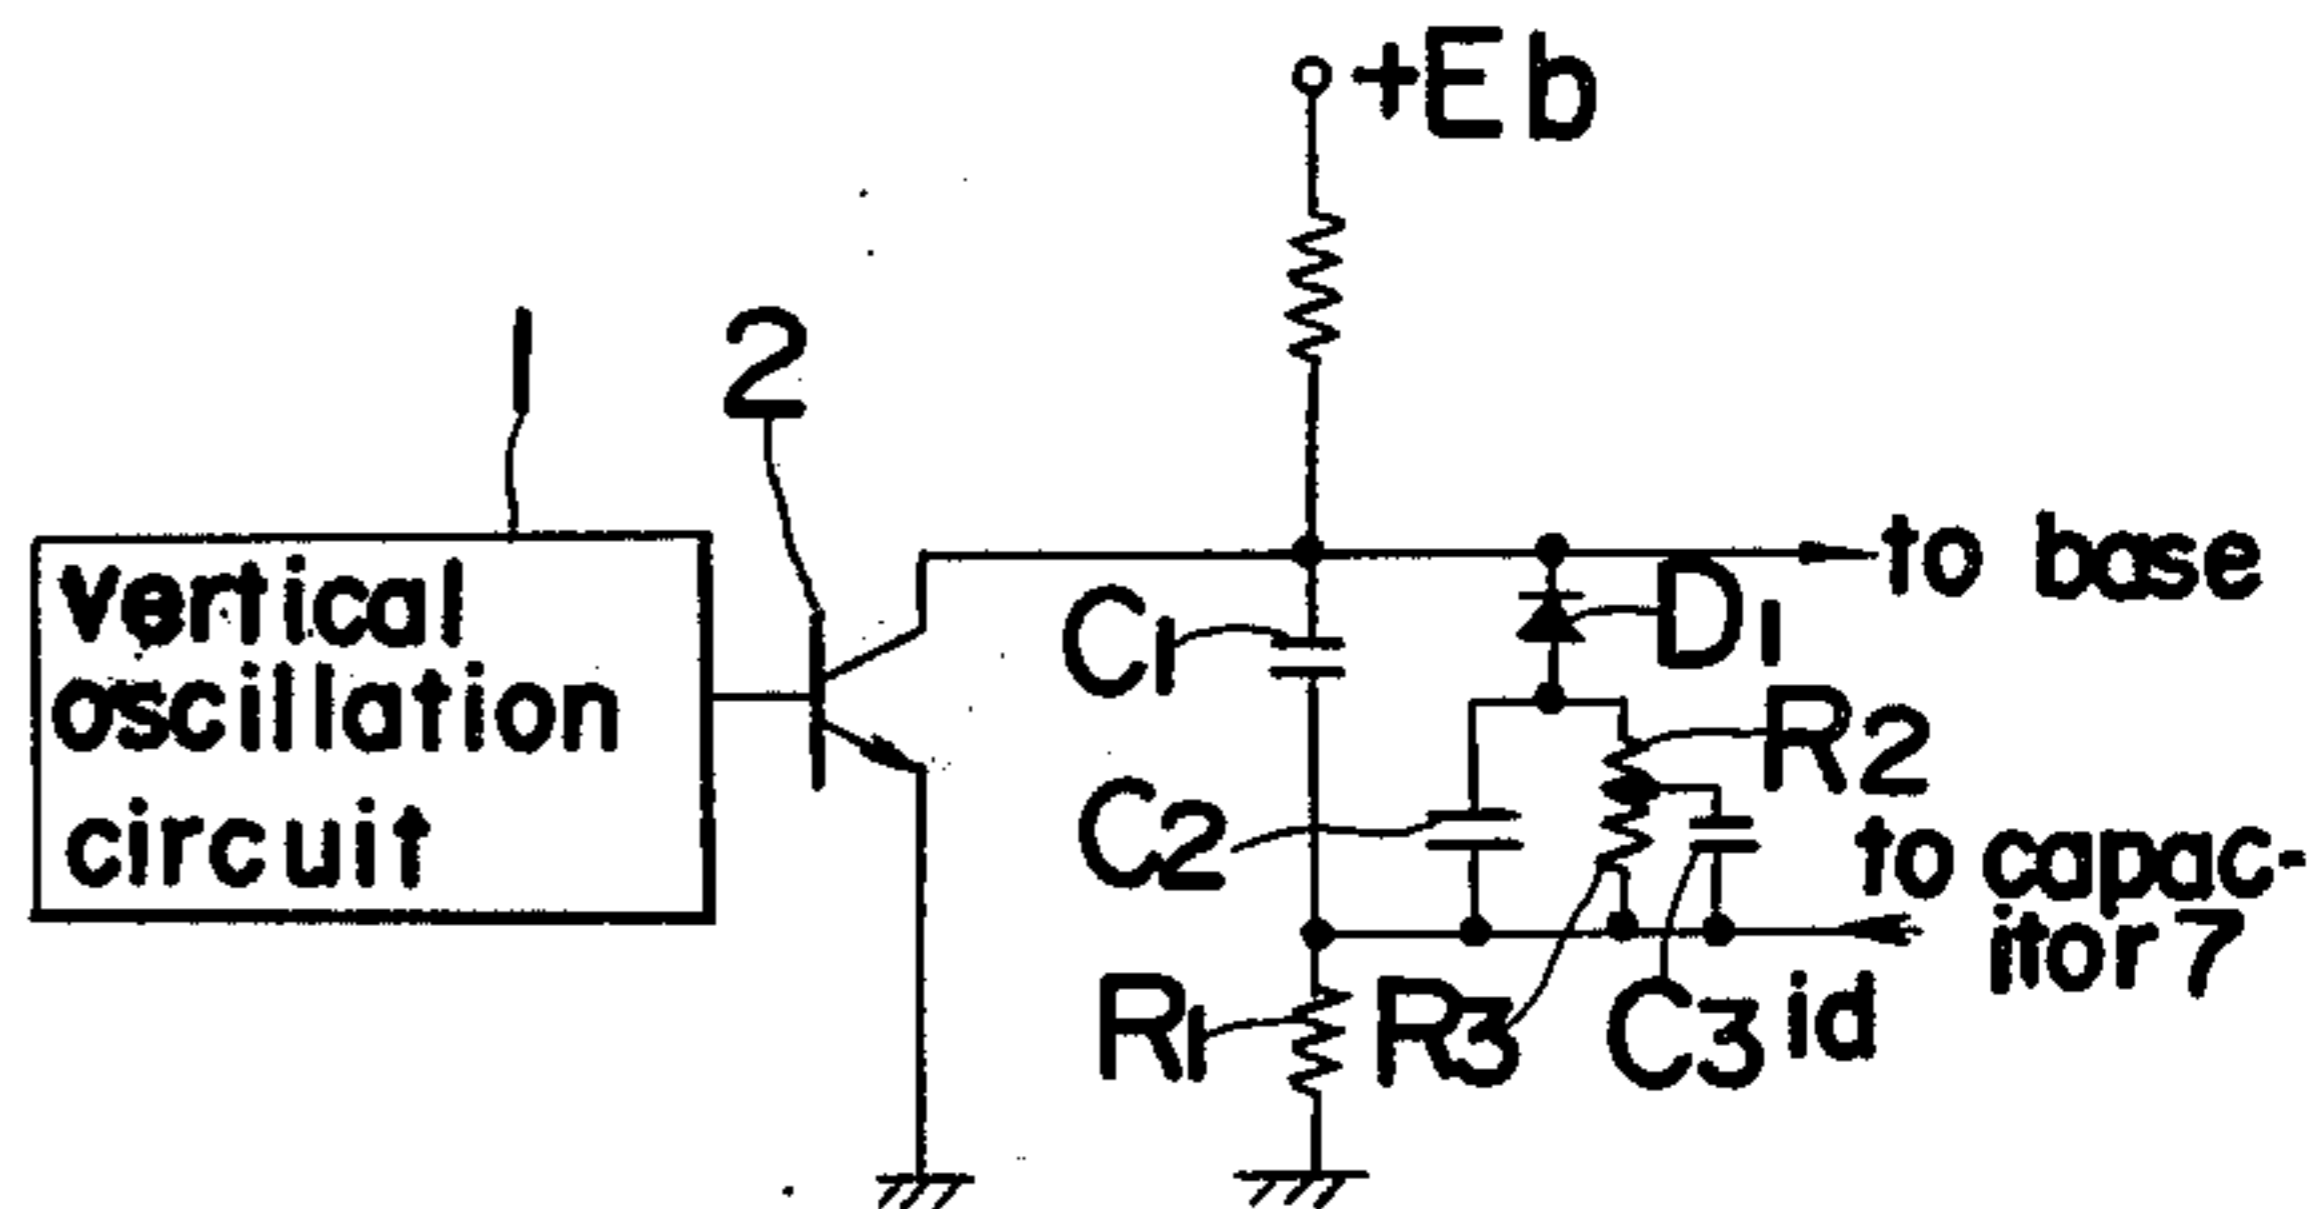 +Eb
1
2
vertical
oscillation
circuit
to base
C1
D1
R2
C2
to capac-
itor 7
R1
R3
C3
id